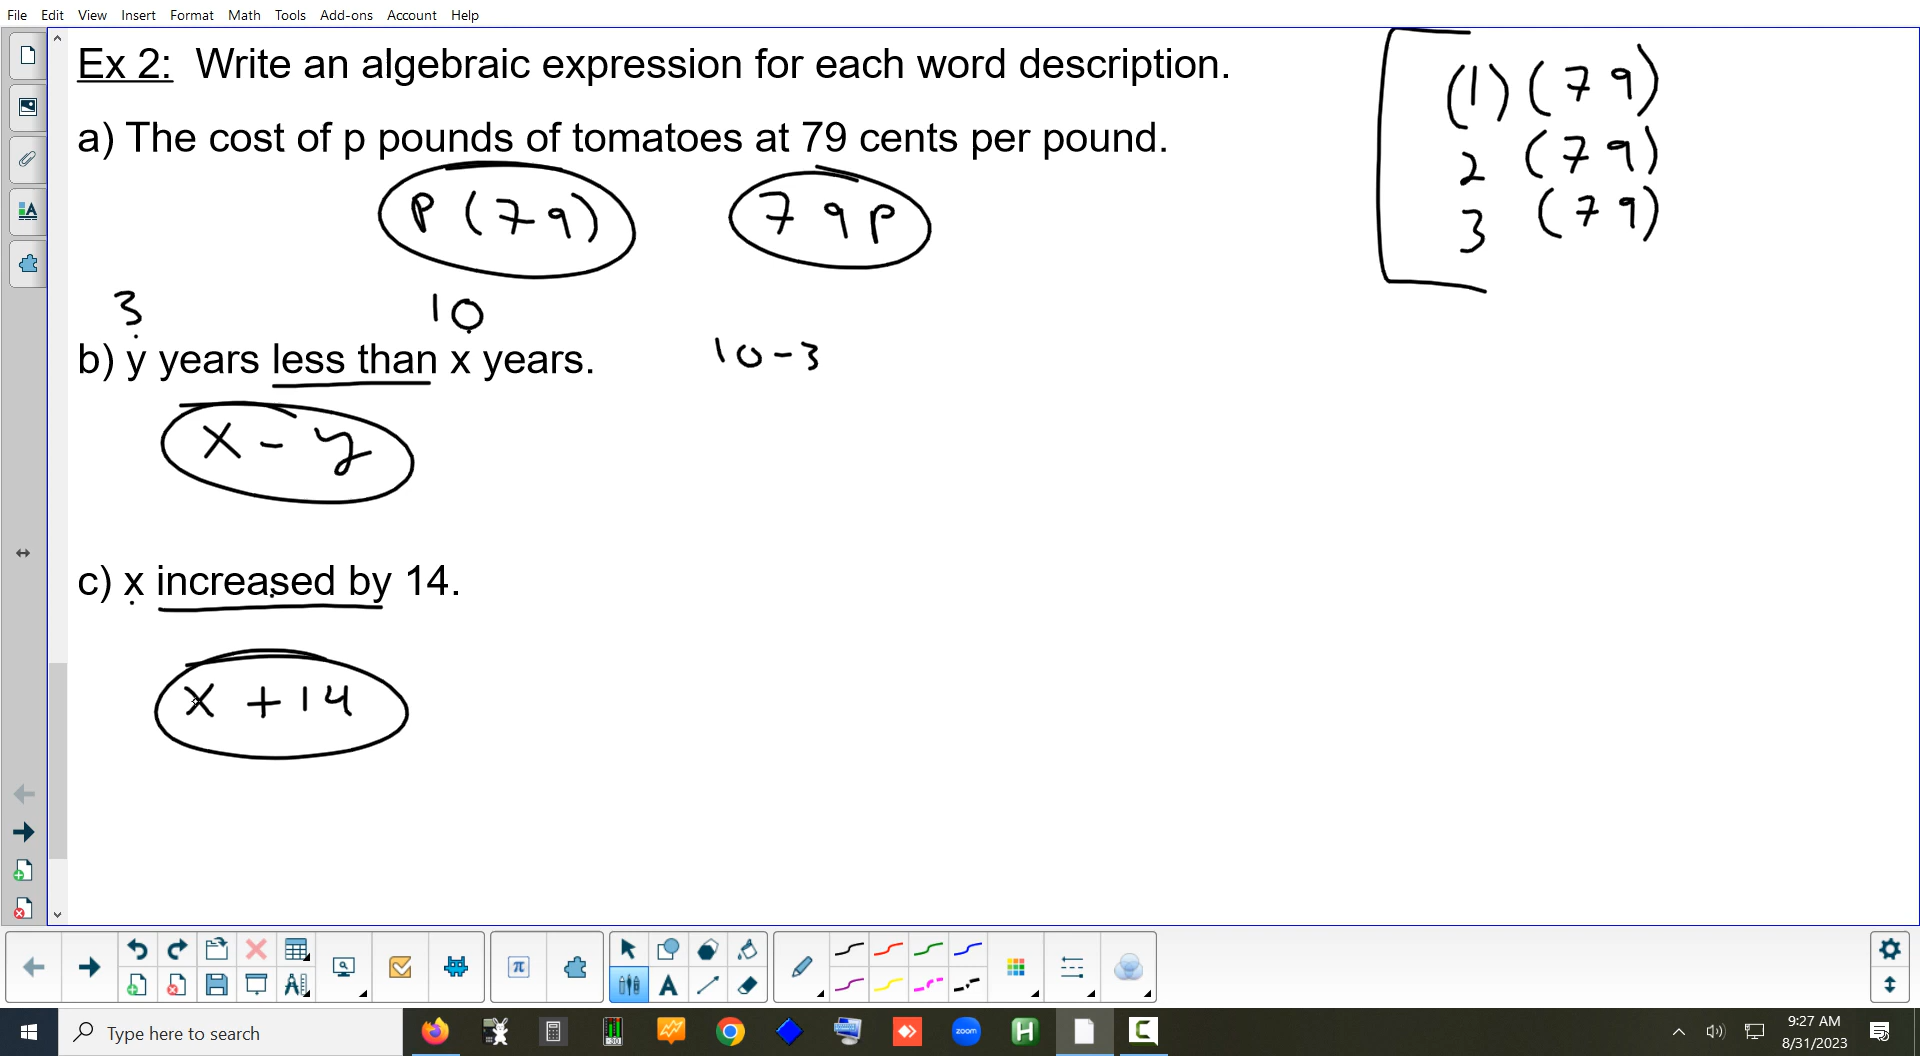 File Edit View Insert Format Math Tools Add-ons Account Help
Ex 2: Write an algebraic expression for each word description.
(1) (79)
a) The cost of p pounds of tomatoes at 79 cents per pound.
2 (79)
p (79) 79p
3 (79)
3 10
b) y years less than x years. 10-3
x - y
c) x increased by 14.
x + 14
π
A
Type here to search
zoom
H
C
9:27 AM
8/31/2023